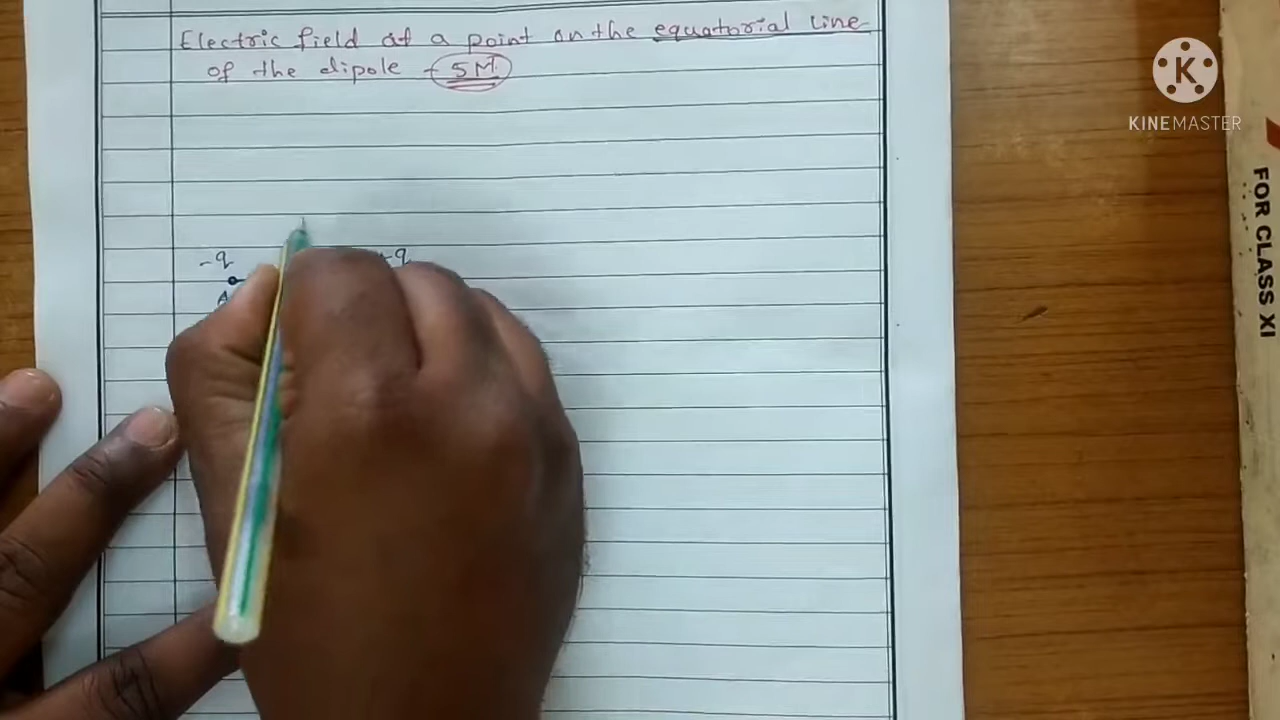 Electric field at a point on the equatorial line
of the dipole - 5M
K
KINEMASTER
-q
-q
A
FOR CLASS XI